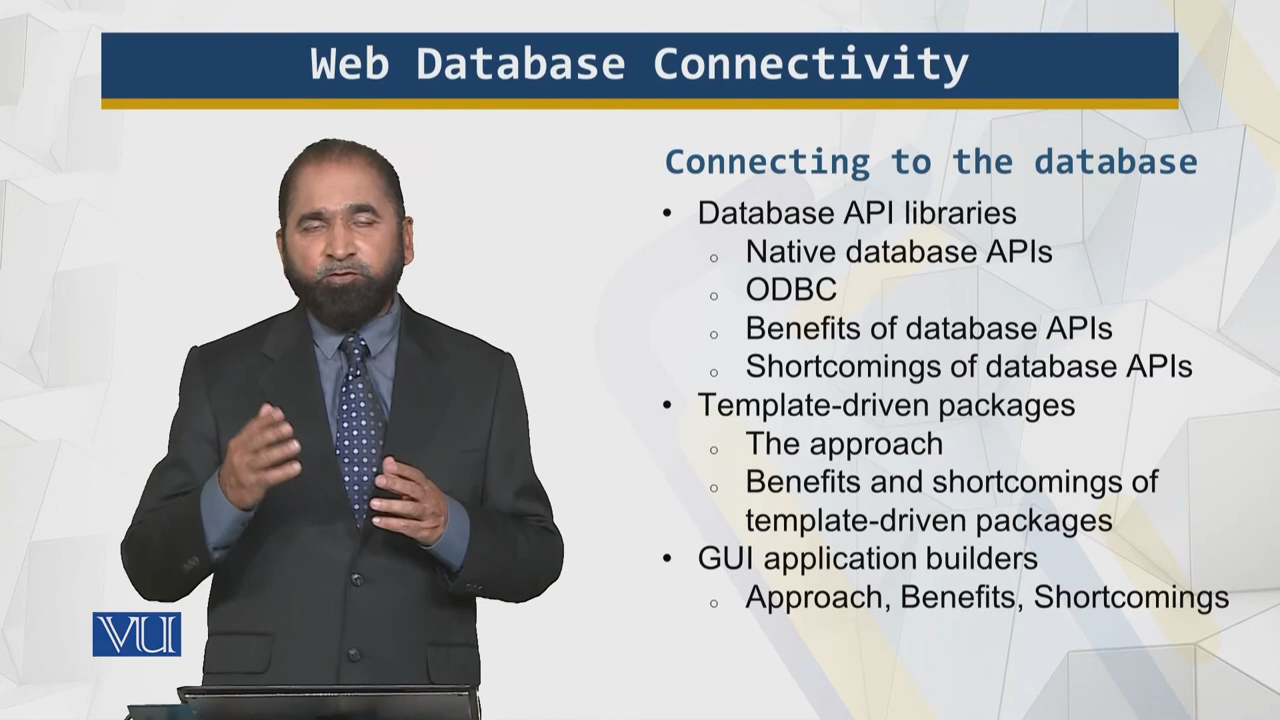 Web Database Connectivity
Connecting to the database
• Database API libraries
○ Native database APIs
○ ODBC
○ Benefits of database APIs
○ Shortcomings of database APIs
• Template-driven packages
○ The approach
○ Benefits and shortcomings of
template-driven packages
• GUI application builders
○ Approach, Benefits, Shortcomings
VU